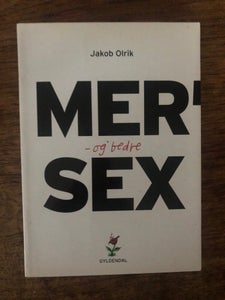 Jakob Olrik
MER'
- og bedre
SEX
GYLDENDAL